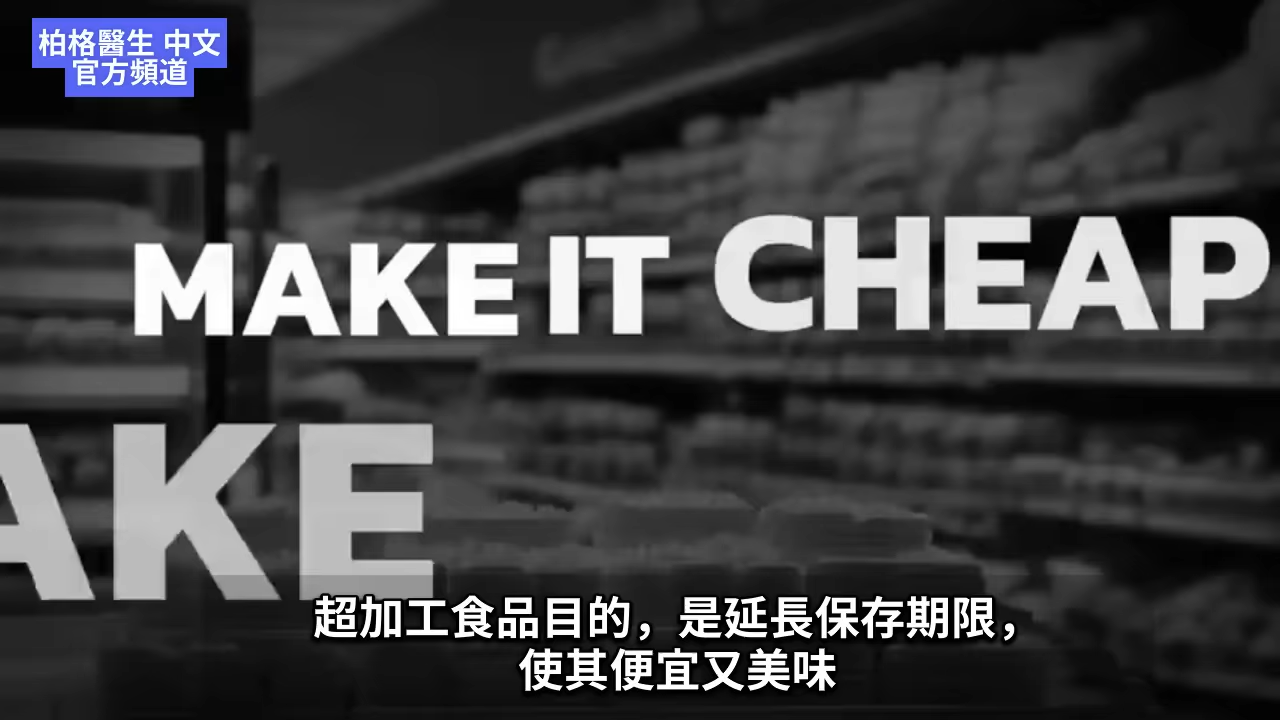 柏格醫生 中文
官方頻道
MAKE IT CHEAP
AKE
超加工食品目的，是延長保存期限，
使其便宜又美味